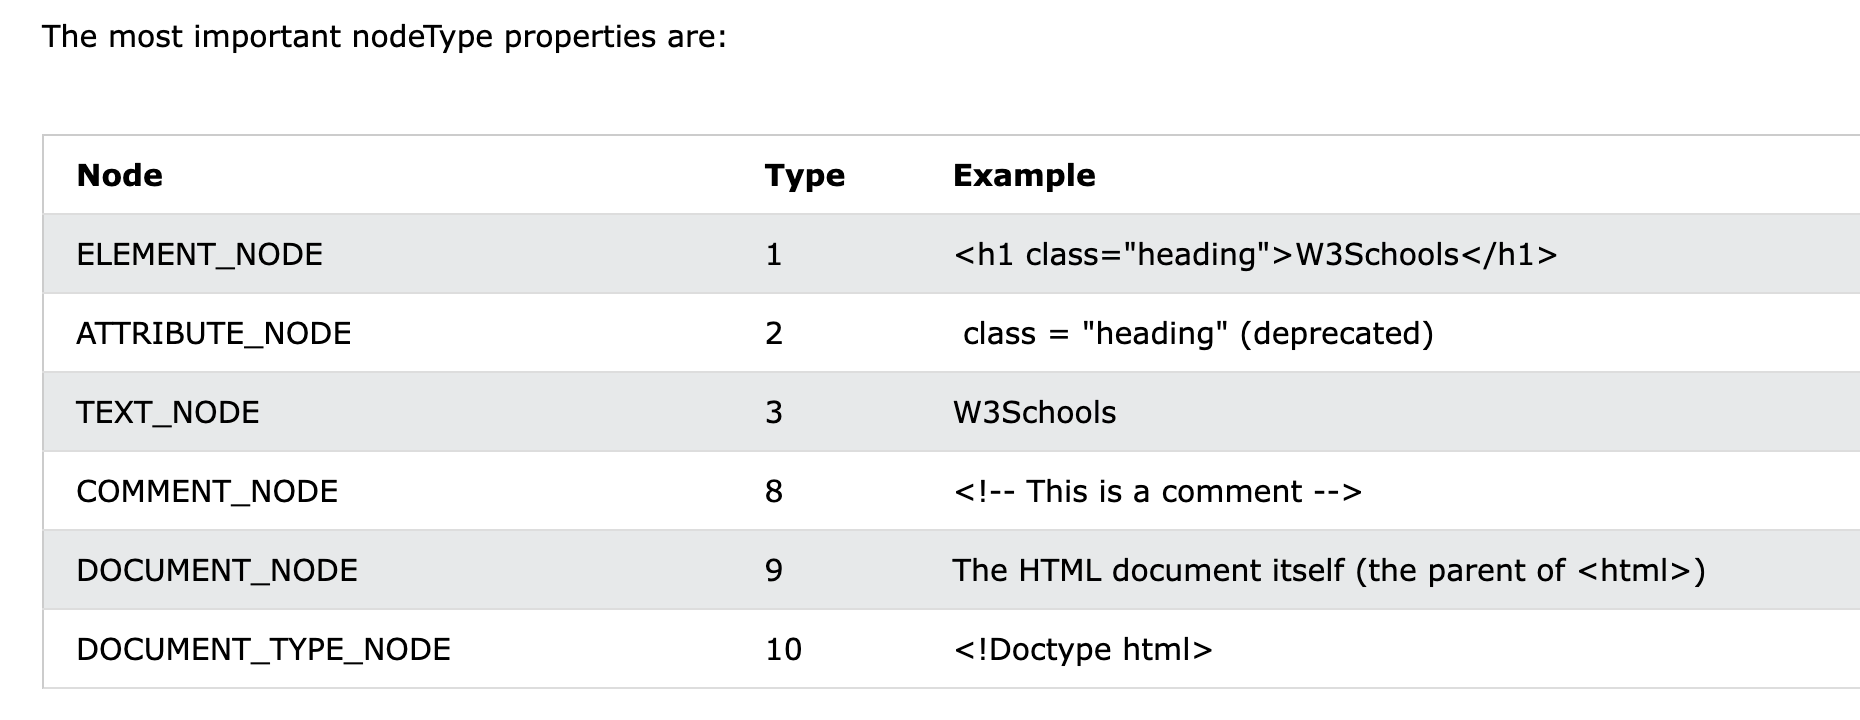 The most important nodeType properties are:
Node Type Example
ELEMENT_NODE 1 <h1 class="heading">W3Schools</h1>
ATTRIBUTE_NODE 2 class = "heading" (deprecated)
TEXT_NODE 3 W3Schools
COMMENT_NODE 8 <!-- This is a comment -->
DOCUMENT_NODE 9 The HTML document itself (the parent of <html>)
DOCUMENT_TYPE_NODE 10 <!Doctype html>